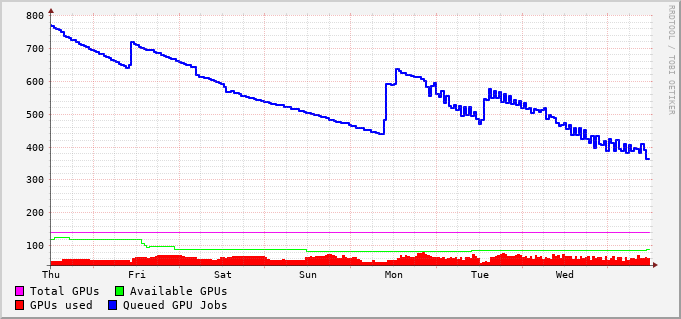 800
700
600
500
400
300
200
100
Thu Fri Sat Sun Mon Tue Wed
Total GPUs Available GPUs
GPUs used Queued GPU Jobs
RRDTOOL / TOBI OETIKER